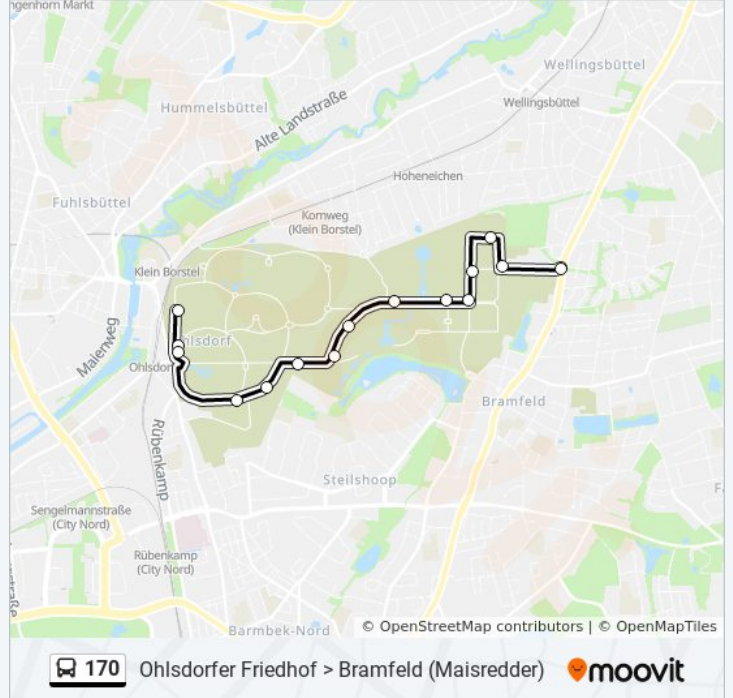 ngenhorn Markt
Wellingsbüttel
Hummelsbüttel
Alte Landstraße
Wellingsbüttel
Hoheneichen
Fuhlsbüttel
Kornweg
(Klein Borstel)
Klein Borstel
Maienweg
hlsdorf
Ohlsdorf
Bramfeld
Rübenkamp
Steilshoop
Sengelmannstraße
(City Nord)
Rübenkamp
(City Nord)
Barmbek-Nord
© OpenStreetMap contributors | © OpenMapTiles
170 Ohlsdorfer Friedhof > Bramfeld (Maisredder) moovit